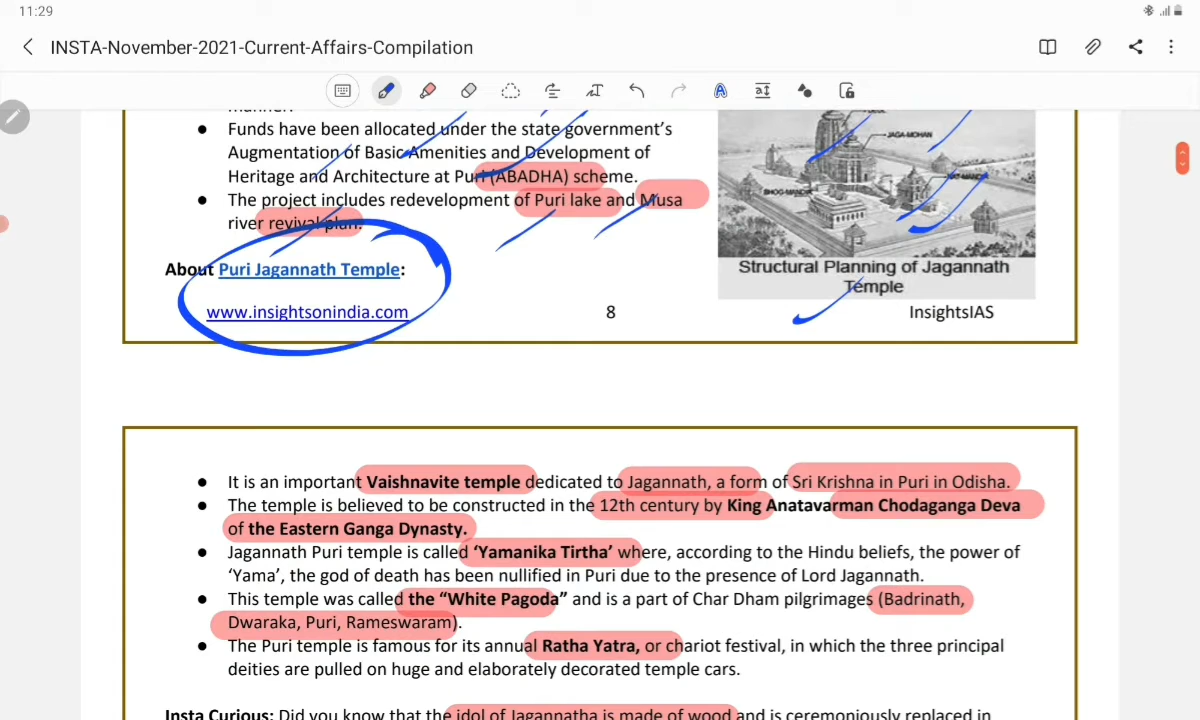 11:29
INSTA-November-2021-Current-Affairs-Compilation
● Funds have been allocated under the state government's
Augmentation of Basic Amenities and Development of
Heritage and Architecture at Puri (ABADHA) scheme.
● The project includes redevelopment of Puri lake and Musa
river revival plan.
JAGA-MOHAN
NAT-MANDIR
BHOG-MANDIR
Structural Planning of Jagannath
Temple
About Puri Jagannath Temple:
www.insightsonindia.com 8 InsightsIAS
● It is an important Vaishnavite temple dedicated to Jagannath, a form of Sri Krishna in Puri in Odisha.
● The temple is believed to be constructed in the 12th century by King Anatavarman Chodaganga Deva
of the Eastern Ganga Dynasty.
● Jagannath Puri temple is called 'Yamanika Tirtha' where, according to the Hindu beliefs, the power of
'Yama', the god of death has been nullified in Puri due to the presence of Lord Jagannath.
● This temple was called the "White Pagoda" and is a part of Char Dham pilgrimages (Badrinath,
Dwaraka, Puri, Rameswaram).
● The Puri temple is famous for its annual Ratha Yatra, or chariot festival, in which the three principal
deities are pulled on huge and elaborately decorated temple cars.
Insta Curious: Did you know that the idol of Jagannatha is made of wood and is ceremoniously replaced in